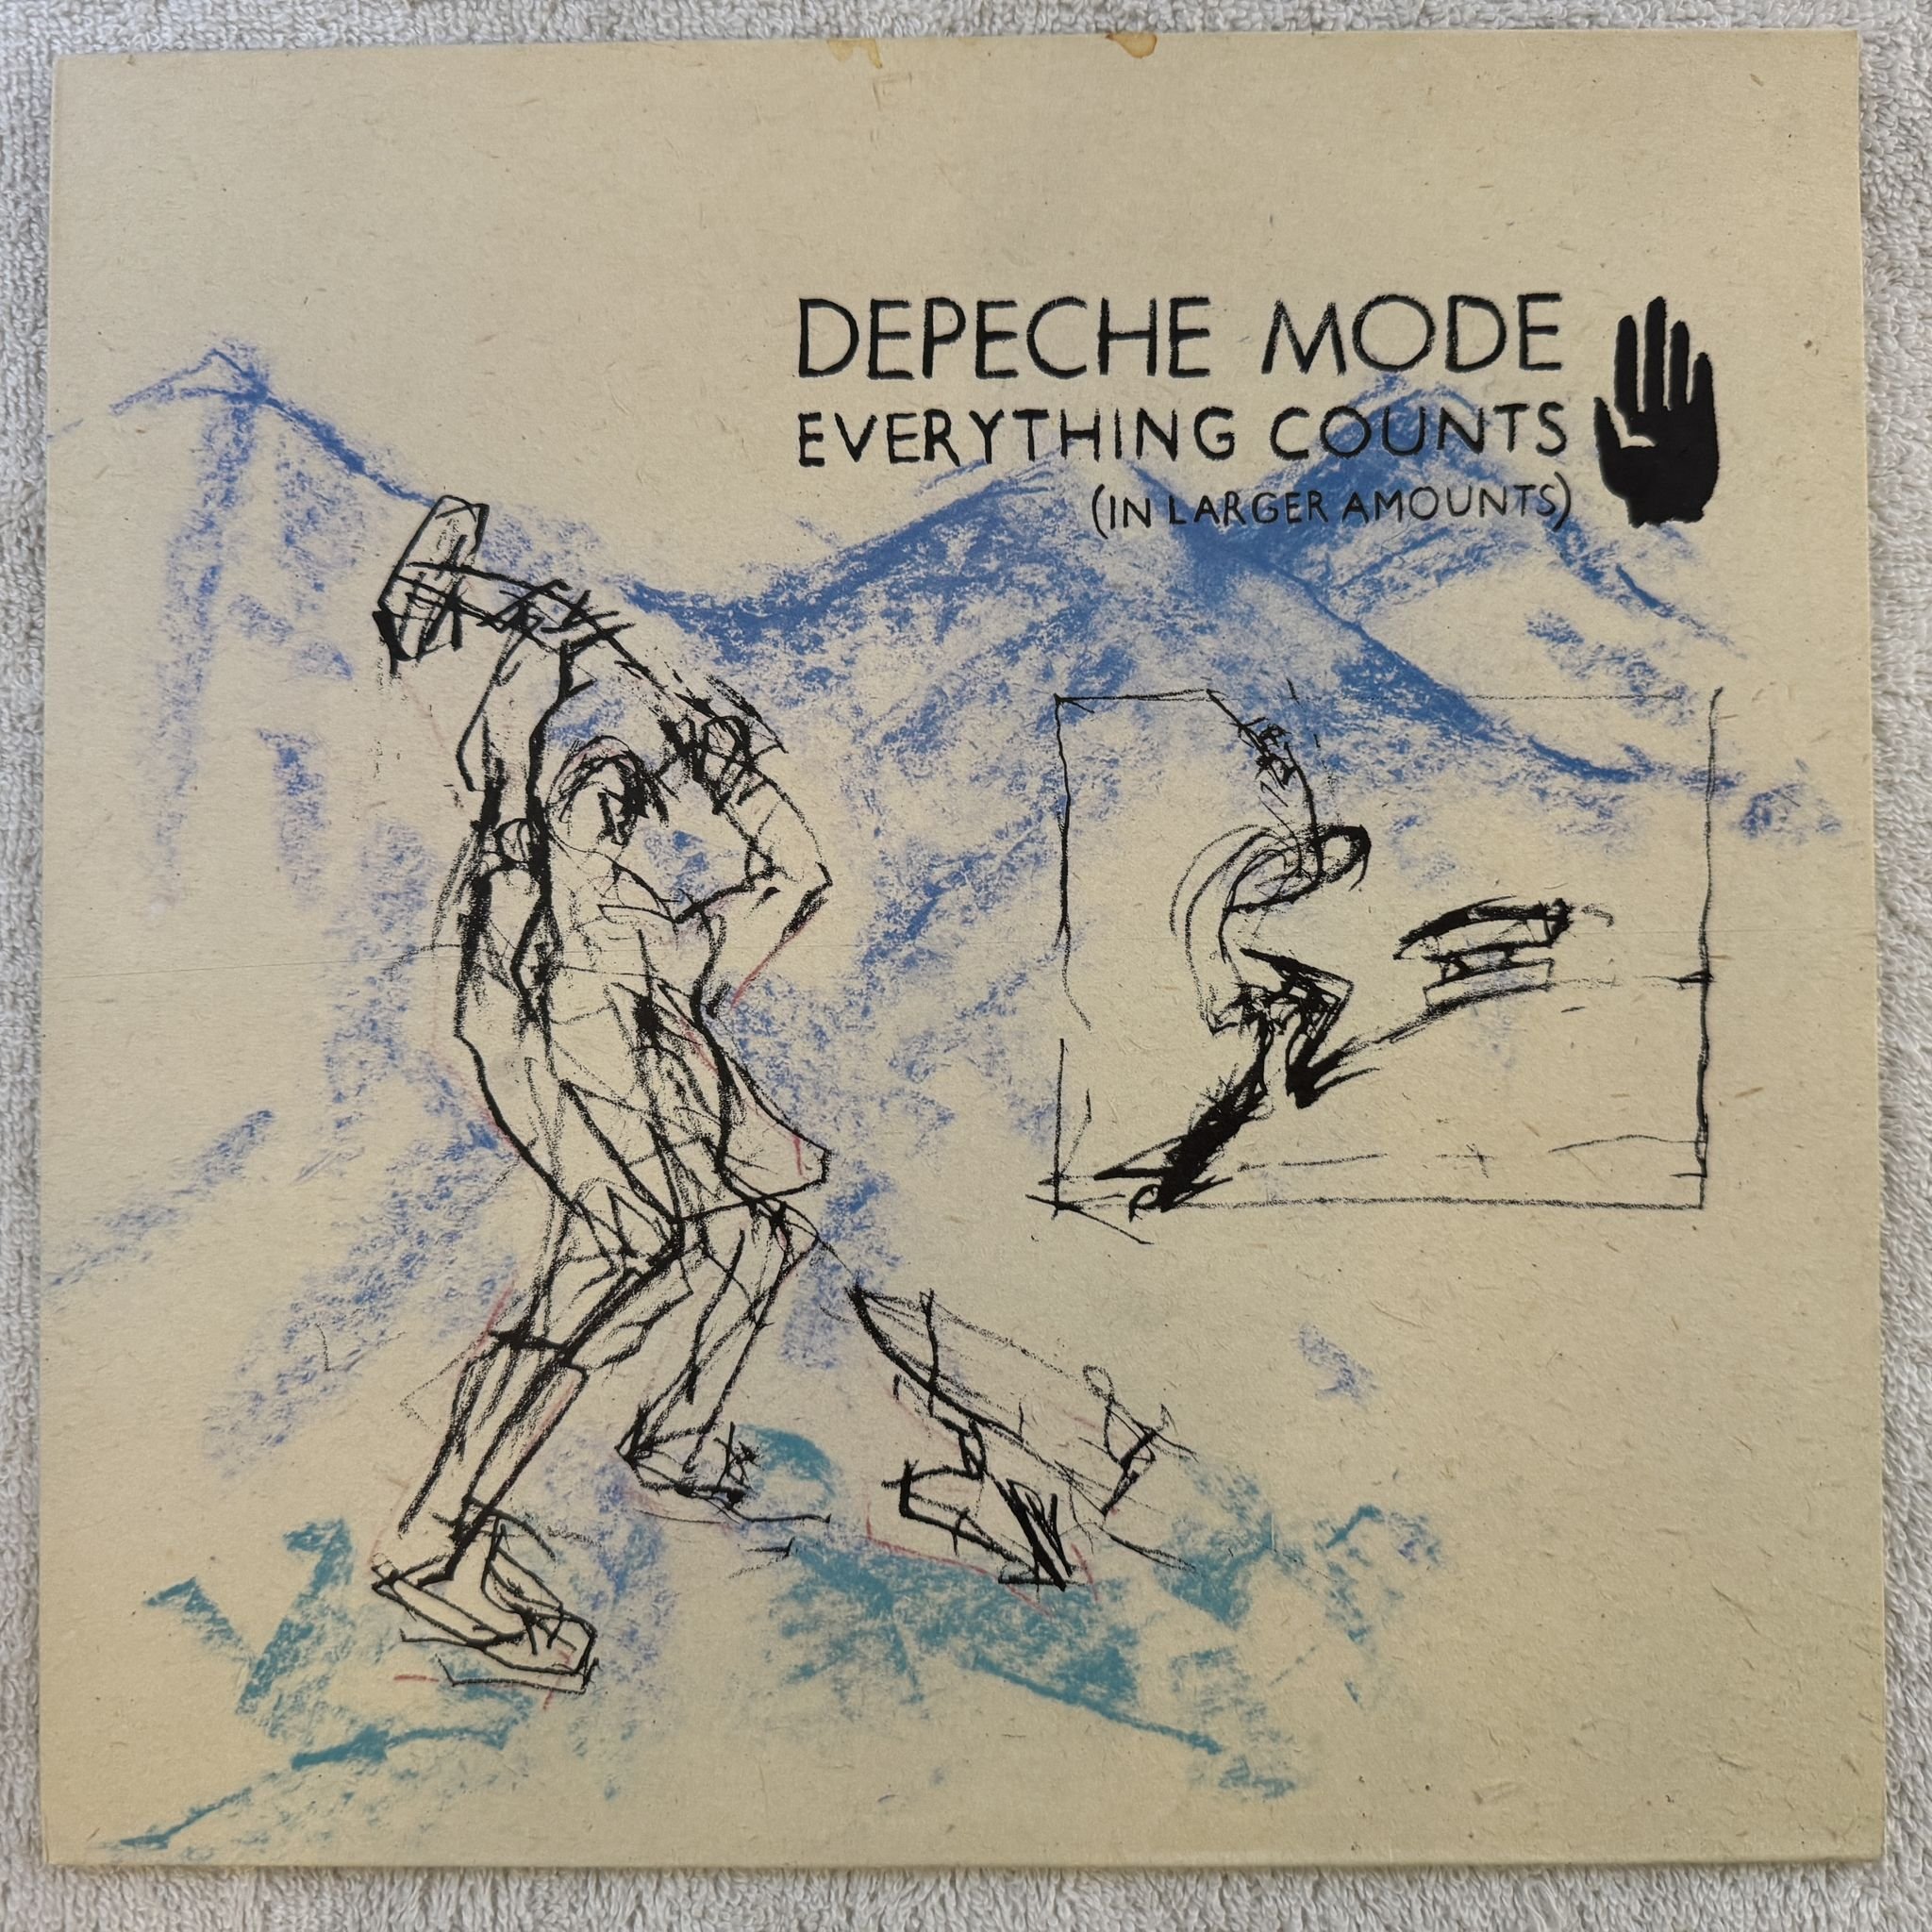 DEPECHE MODE
EVERYTHING COUNTS
(IN LARGER AMOUNTS)